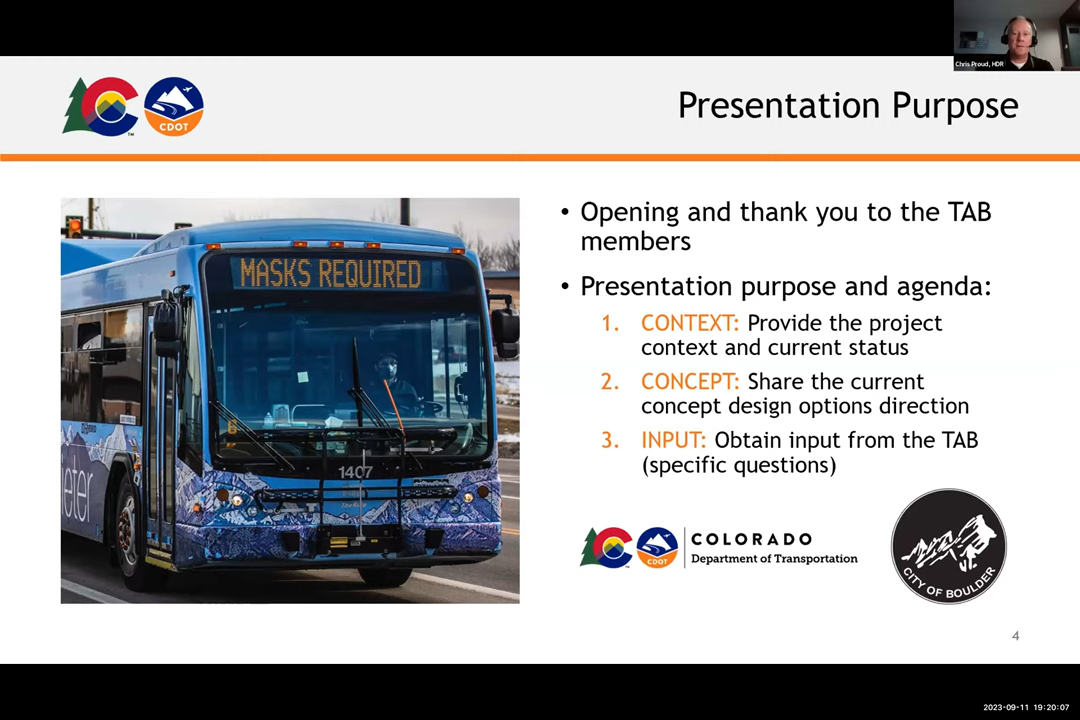 Chris Proud, HDR
CDOT
Presentation Purpose
MASKS REQUIRED
1407
eter
• Opening and thank you to the TAB
members
• Presentation purpose and agenda:
1. CONTEXT: Provide the project
context and current status
2. CONCEPT: Share the current
concept design options direction
3. INPUT: Obtain input from the TAB
(specific questions)
CDOT
COLORADO
Department of Transportation
CITY OF BOULDER
4
2023-09-11 19:20:07